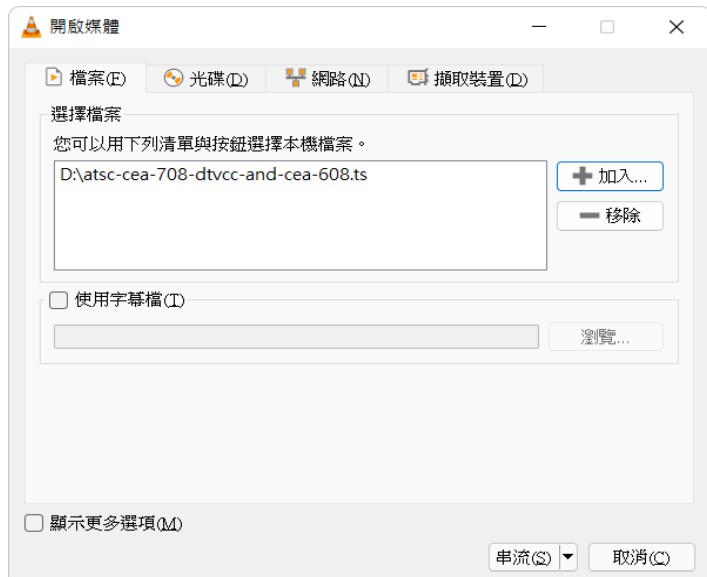 開啟媒體
檔案(F) 光碟(D) 網路(N) 擷取裝置(D)
選擇檔案
您可以用下列清單與按鈕選擇本機檔案。
D:\atsc-cea-708-dtvcc-and-cea-608.ts
加入...
移除
使用字幕檔(T)
瀏覽...
顯示更多選項(M)
串流(S) 取消(C)